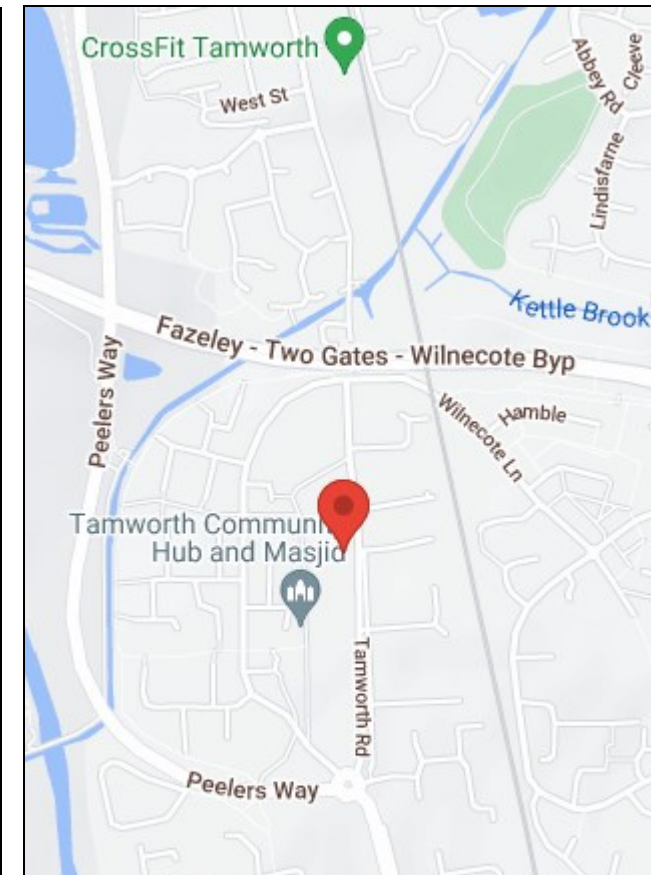 CrossFit Tamworth
West St
Abbey Rd
Cleeve
Lindisfarne
Kettle Brook
Fazeley - Two Gates - Wilnecote Byp
Peelers Way
Wilnecote Ln
Hamble
Tamworth Commun
Hub and Masjid
Tamworth Rd
Peelers Way